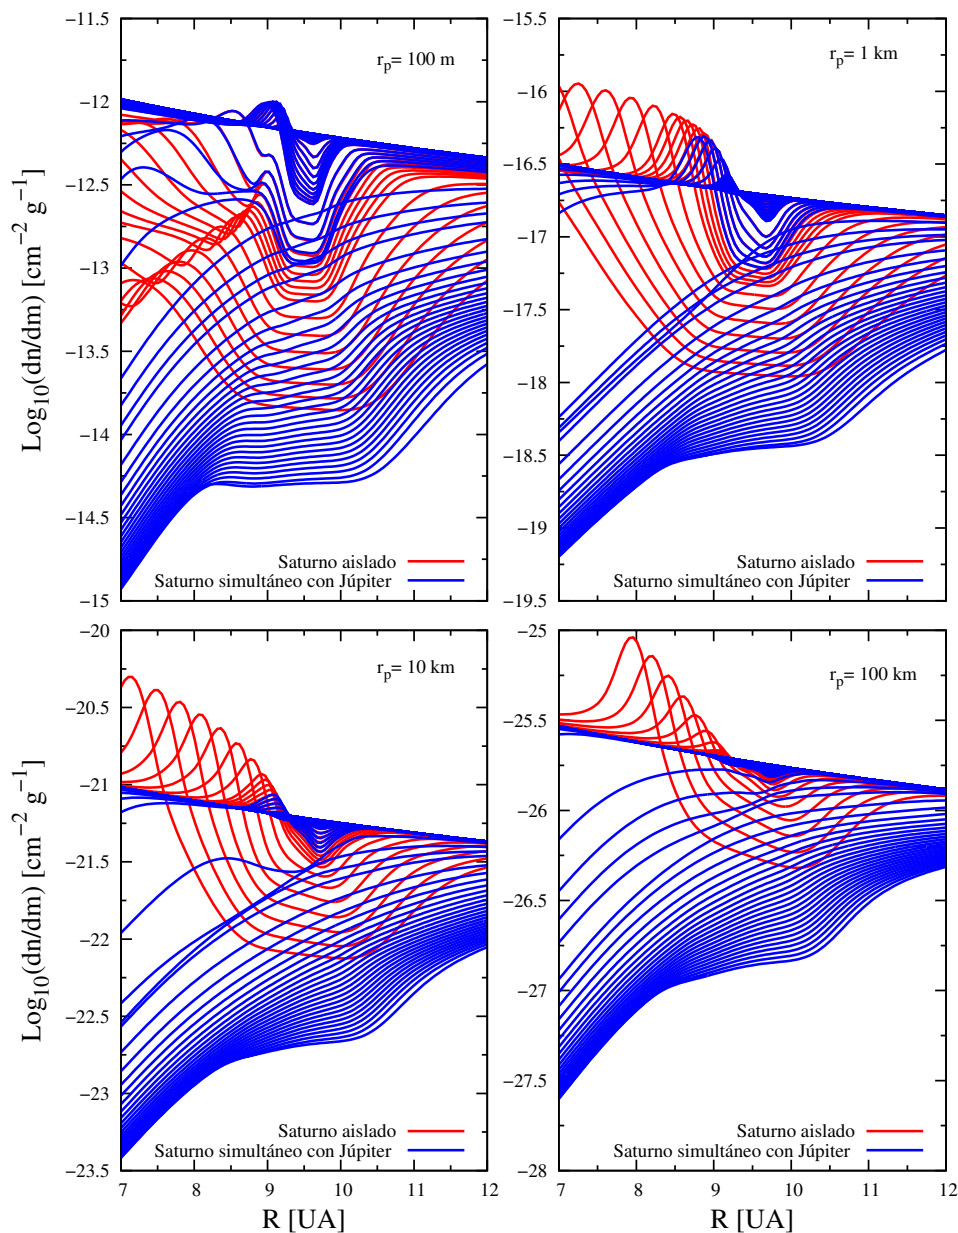 −11.5
−12
−12.5
−13
−13.5
−14
−14.5
−15
Log₁₀(dn/dm) [cm⁻² g⁻¹]
rₚ= 100 m
Saturno aislado
Saturno simultáneo con Júpiter
−15.5
−16
−16.5
−17
−17.5
−18
−18.5
−19
−19.5
rₚ= 1 km
Saturno aislado
Saturno simultáneo con Júpiter
−20
−20.5
−21
−21.5
−22
−22.5
−23
−23.5
Log₁₀(dn/dm) [cm⁻² g⁻¹]
rₚ= 10 km
Saturno aislado
Saturno simultáneo con Júpiter
7 8 9 10 11 12
R [UA]
−25
−25.5
−26
−26.5
−27
−27.5
−28
rₚ= 100 km
Saturno aislado
Saturno simultáneo con Júpiter
7 8 9 10 11 12
R [UA]